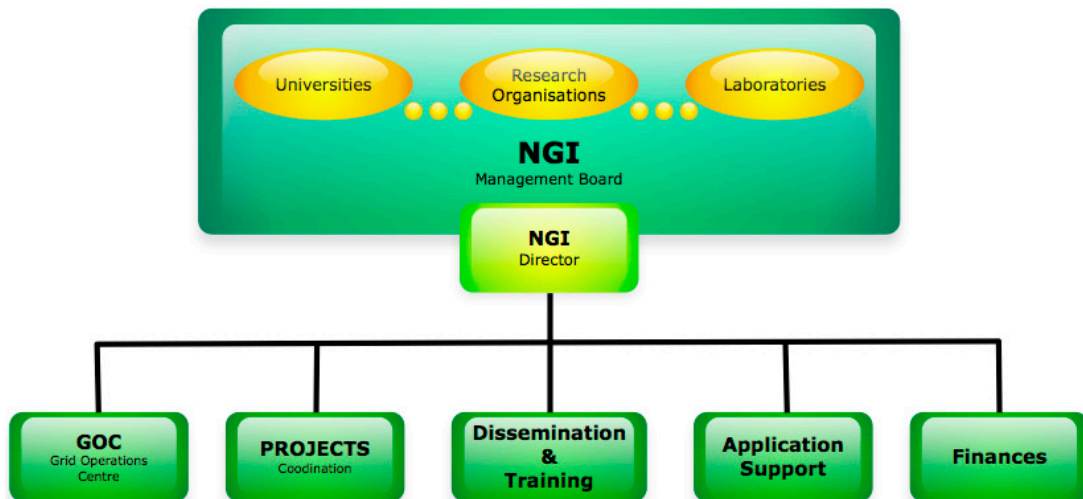 Universities
Research
Organisations
Laboratories
NGI
Management Board
NGI
Director
GOC
Grid Operations
Centre
PROJECTS
Coodination
Dissemination
&
Training
Application
Support
Finances